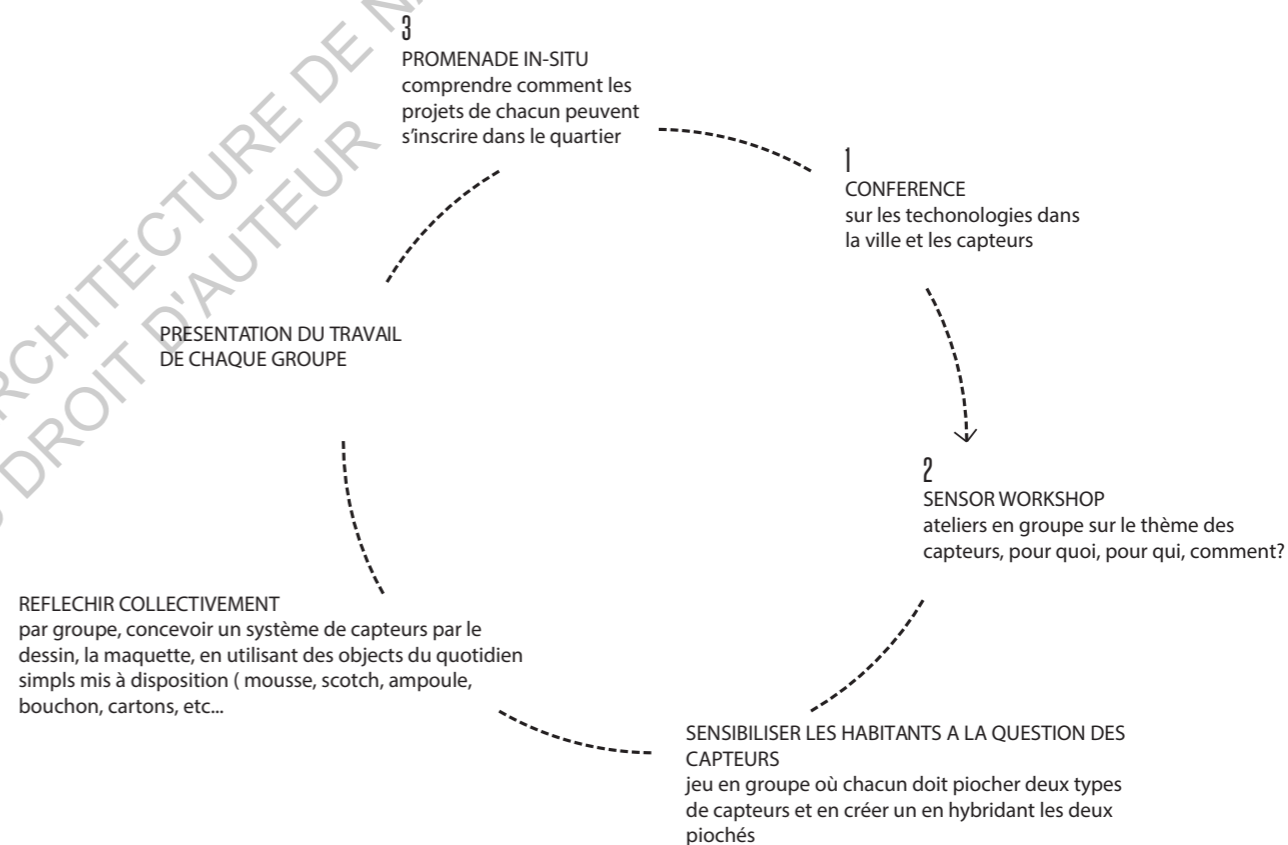 3
PROMENADE IN-SITU
comprendre comment les
projets de chacun peuvent
s'inscrire dans le quartier
1
CONFERENCE
sur les techonologies dans
la ville et les capteurs
2
SENSOR WORKSHOP
ateliers en groupe sur le thème des
capteurs, pour quoi, pour qui, comment?
SENSIBILISER LES HABITANTS A LA QUESTION DES
CAPTEURS
jeu en groupe où chacun doit piocher deux types
de capteurs et en créer un en hybridant les deux
piochés
REFLECHIR COLLECTIVEMENT
par groupe, concevoir un système de capteurs par le
dessin, la maquette, en utilisant des objects du quotidien
simpls mis à disposition ( mousse, scotch, ampoule,
bouchon, cartons, etc...
PRESENTATION DU TRAVAIL
DE CHAQUE GROUPE
RCHITECTURE DE
DROIT D'AUTEUR